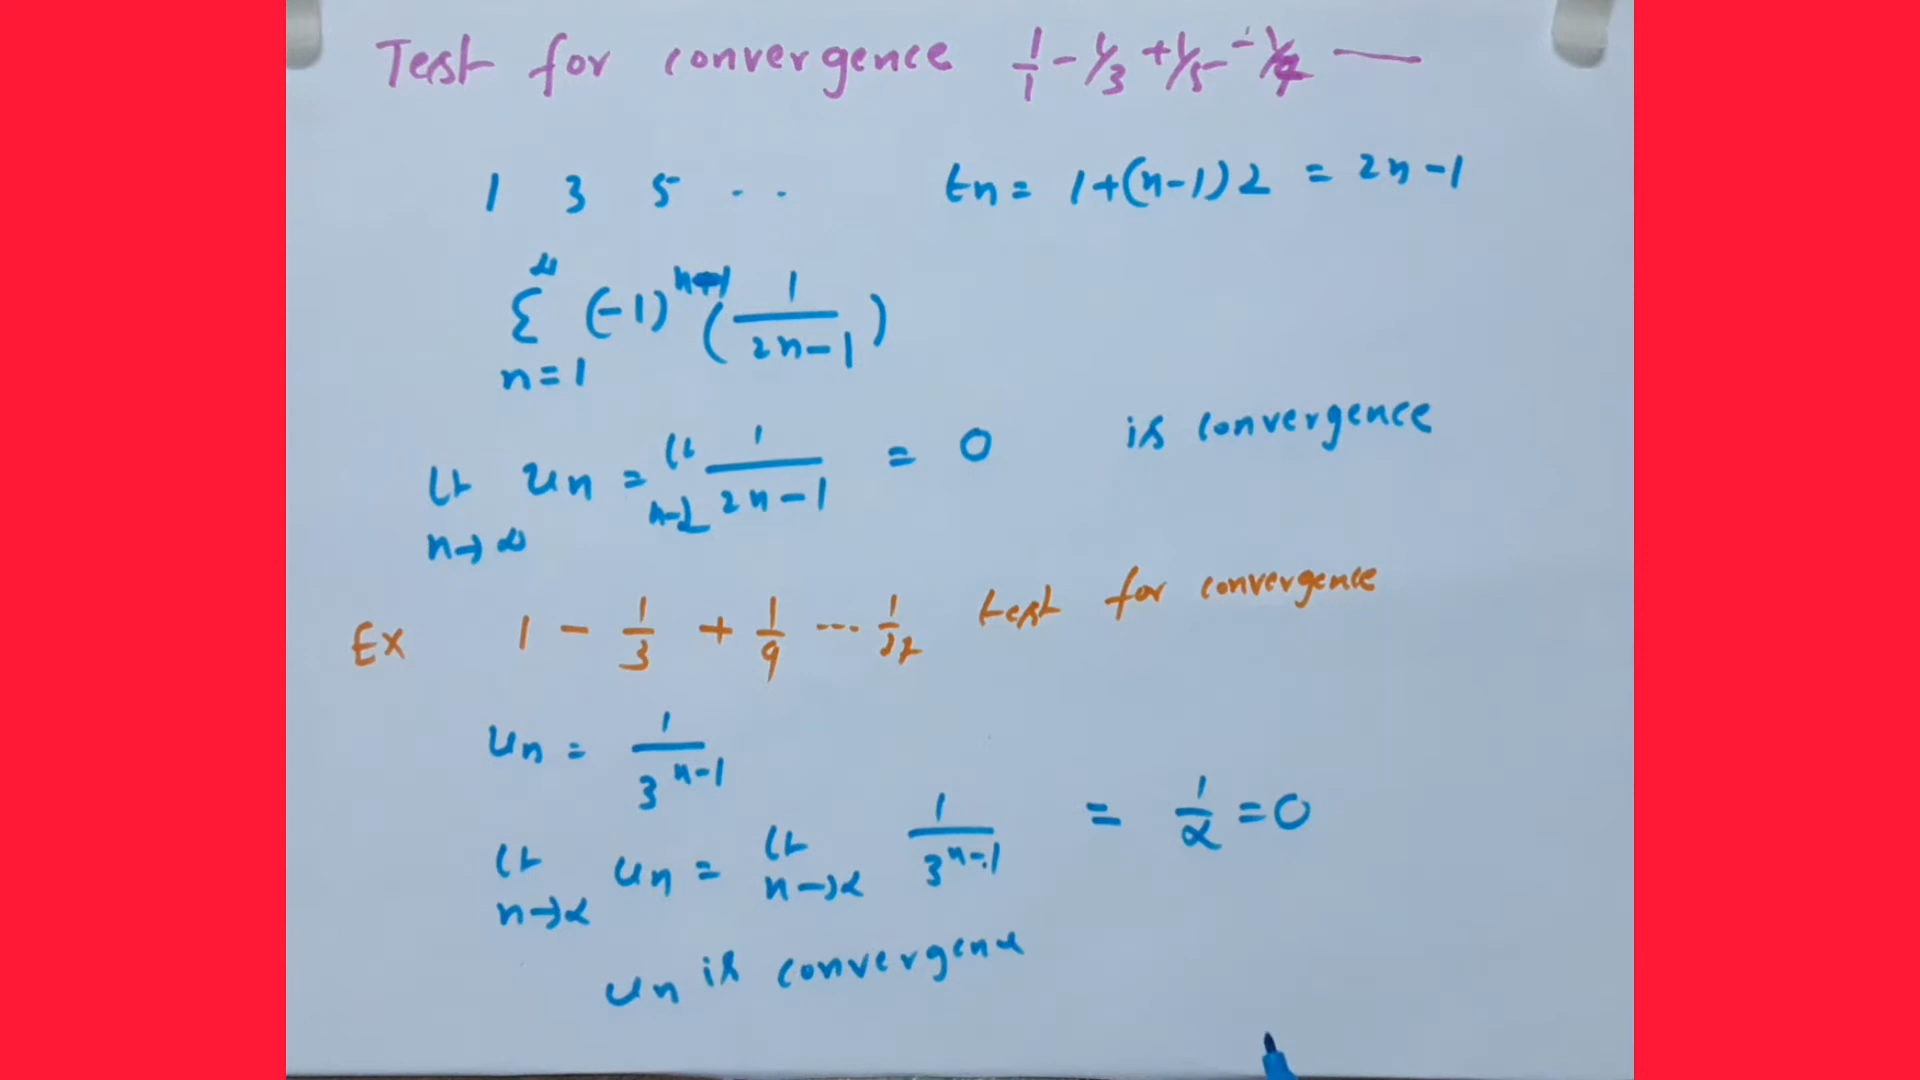 Test for convergence 1/1 - 1/3 + 1/5 - 1/7 —
1 3 5 .. tn = 1+(n-1)2 = 2n-1
∞
Σ (-1)^n+1 (1/2n-1)
n=1
Lt un = Lt 1/2n-1 = 0 is convergence
n→∞
Ex 1 - 1/3 + 1/9 --- 1/27 test for convergence
un = 1/3^n-1
Lt un = Lt 1/3^n-1 = 1/∞ = 0
n→∞ n→∞
un is convergence